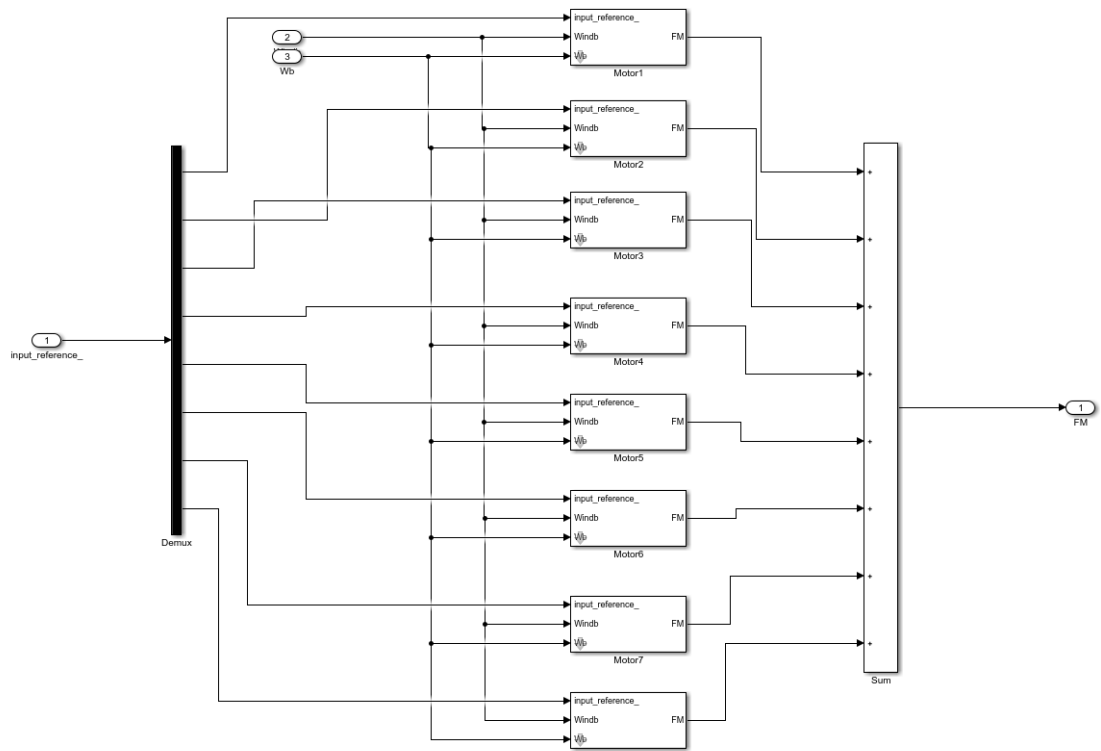 input_reference_
Windb
Wb
FM
Motor1
2
3
Wb
input_reference_
Windb
Wb
FM
Motor2
input_reference_
Windb
Wb
FM
Motor3
input_reference_
Windb
Wb
FM
Motor4
1
input_reference_
Demux
input_reference_
Windb
Wb
FM
Motor5
input_reference_
Windb
Wb
FM
Motor6
input_reference_
Windb
Wb
FM
Motor7
input_reference_
Windb
Wb
FM
+
+
+
+
+
+
+
+
Sum
1
FM